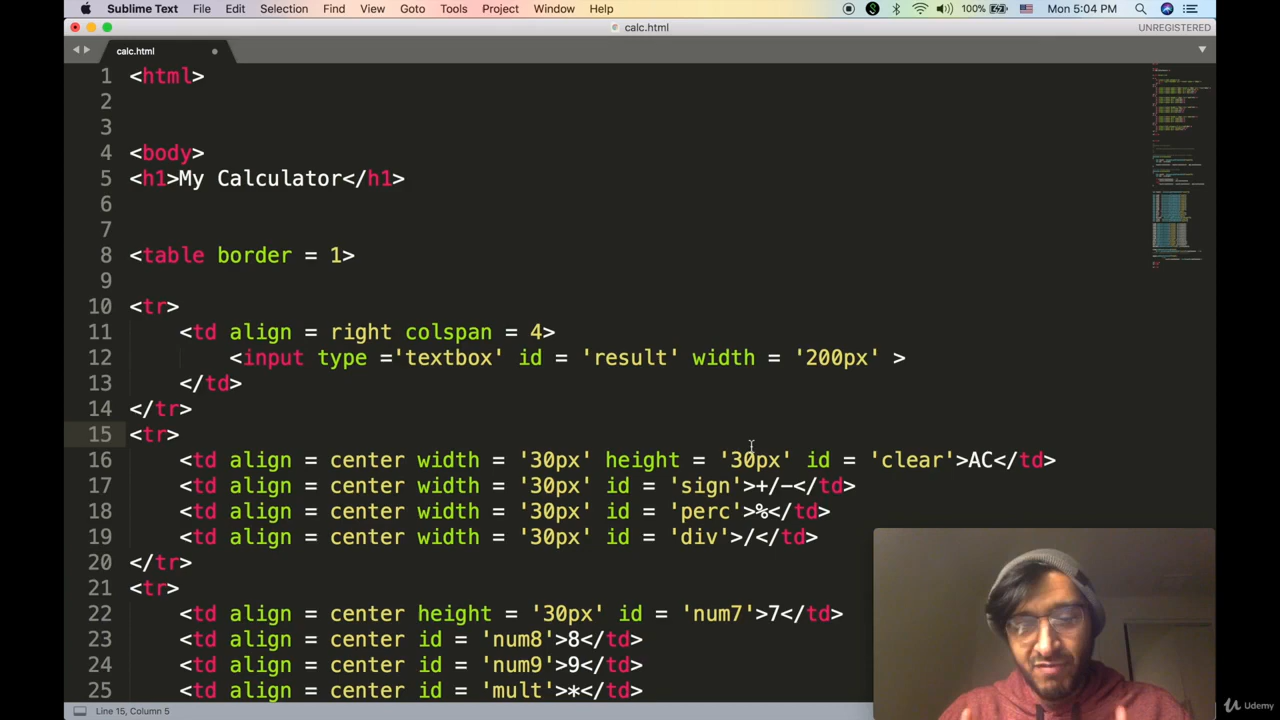 Sublime Text File Edit Selection Find View Goto Tools Project Window Help 100% Mon 5:04 PM
calc.html UNREGISTERED
calc.html
1 <html>
2
3
4 <body>
5 <h1>My Calculator</h1>
6
7
8 <table border = 1>
9
10 <tr>
11 <td align = right colspan = 4>
12 <input type ='textbox' id = 'result' width = '200px' >
13 </td>
14 </tr>
15 <tr>
16 <td align = center width = '30px' height = '30px' id = 'clear'>AC</td>
17 <td align = center width = '30px' id = 'sign'>+/-</td>
18 <td align = center width = '30px' id = 'perc'>%</td>
19 <td align = center width = '30px' id = 'div'>/</td>
20 </tr>
21 <tr>
22 <td align = center height = '30px' id = 'num7'>7</td>
23 <td align = center id = 'num8'>8</td>
24 <td align = center id = 'num9'>9</td>
25 <td align = center id = 'mult'>*</td>
Line 15, Column 5
Udemy